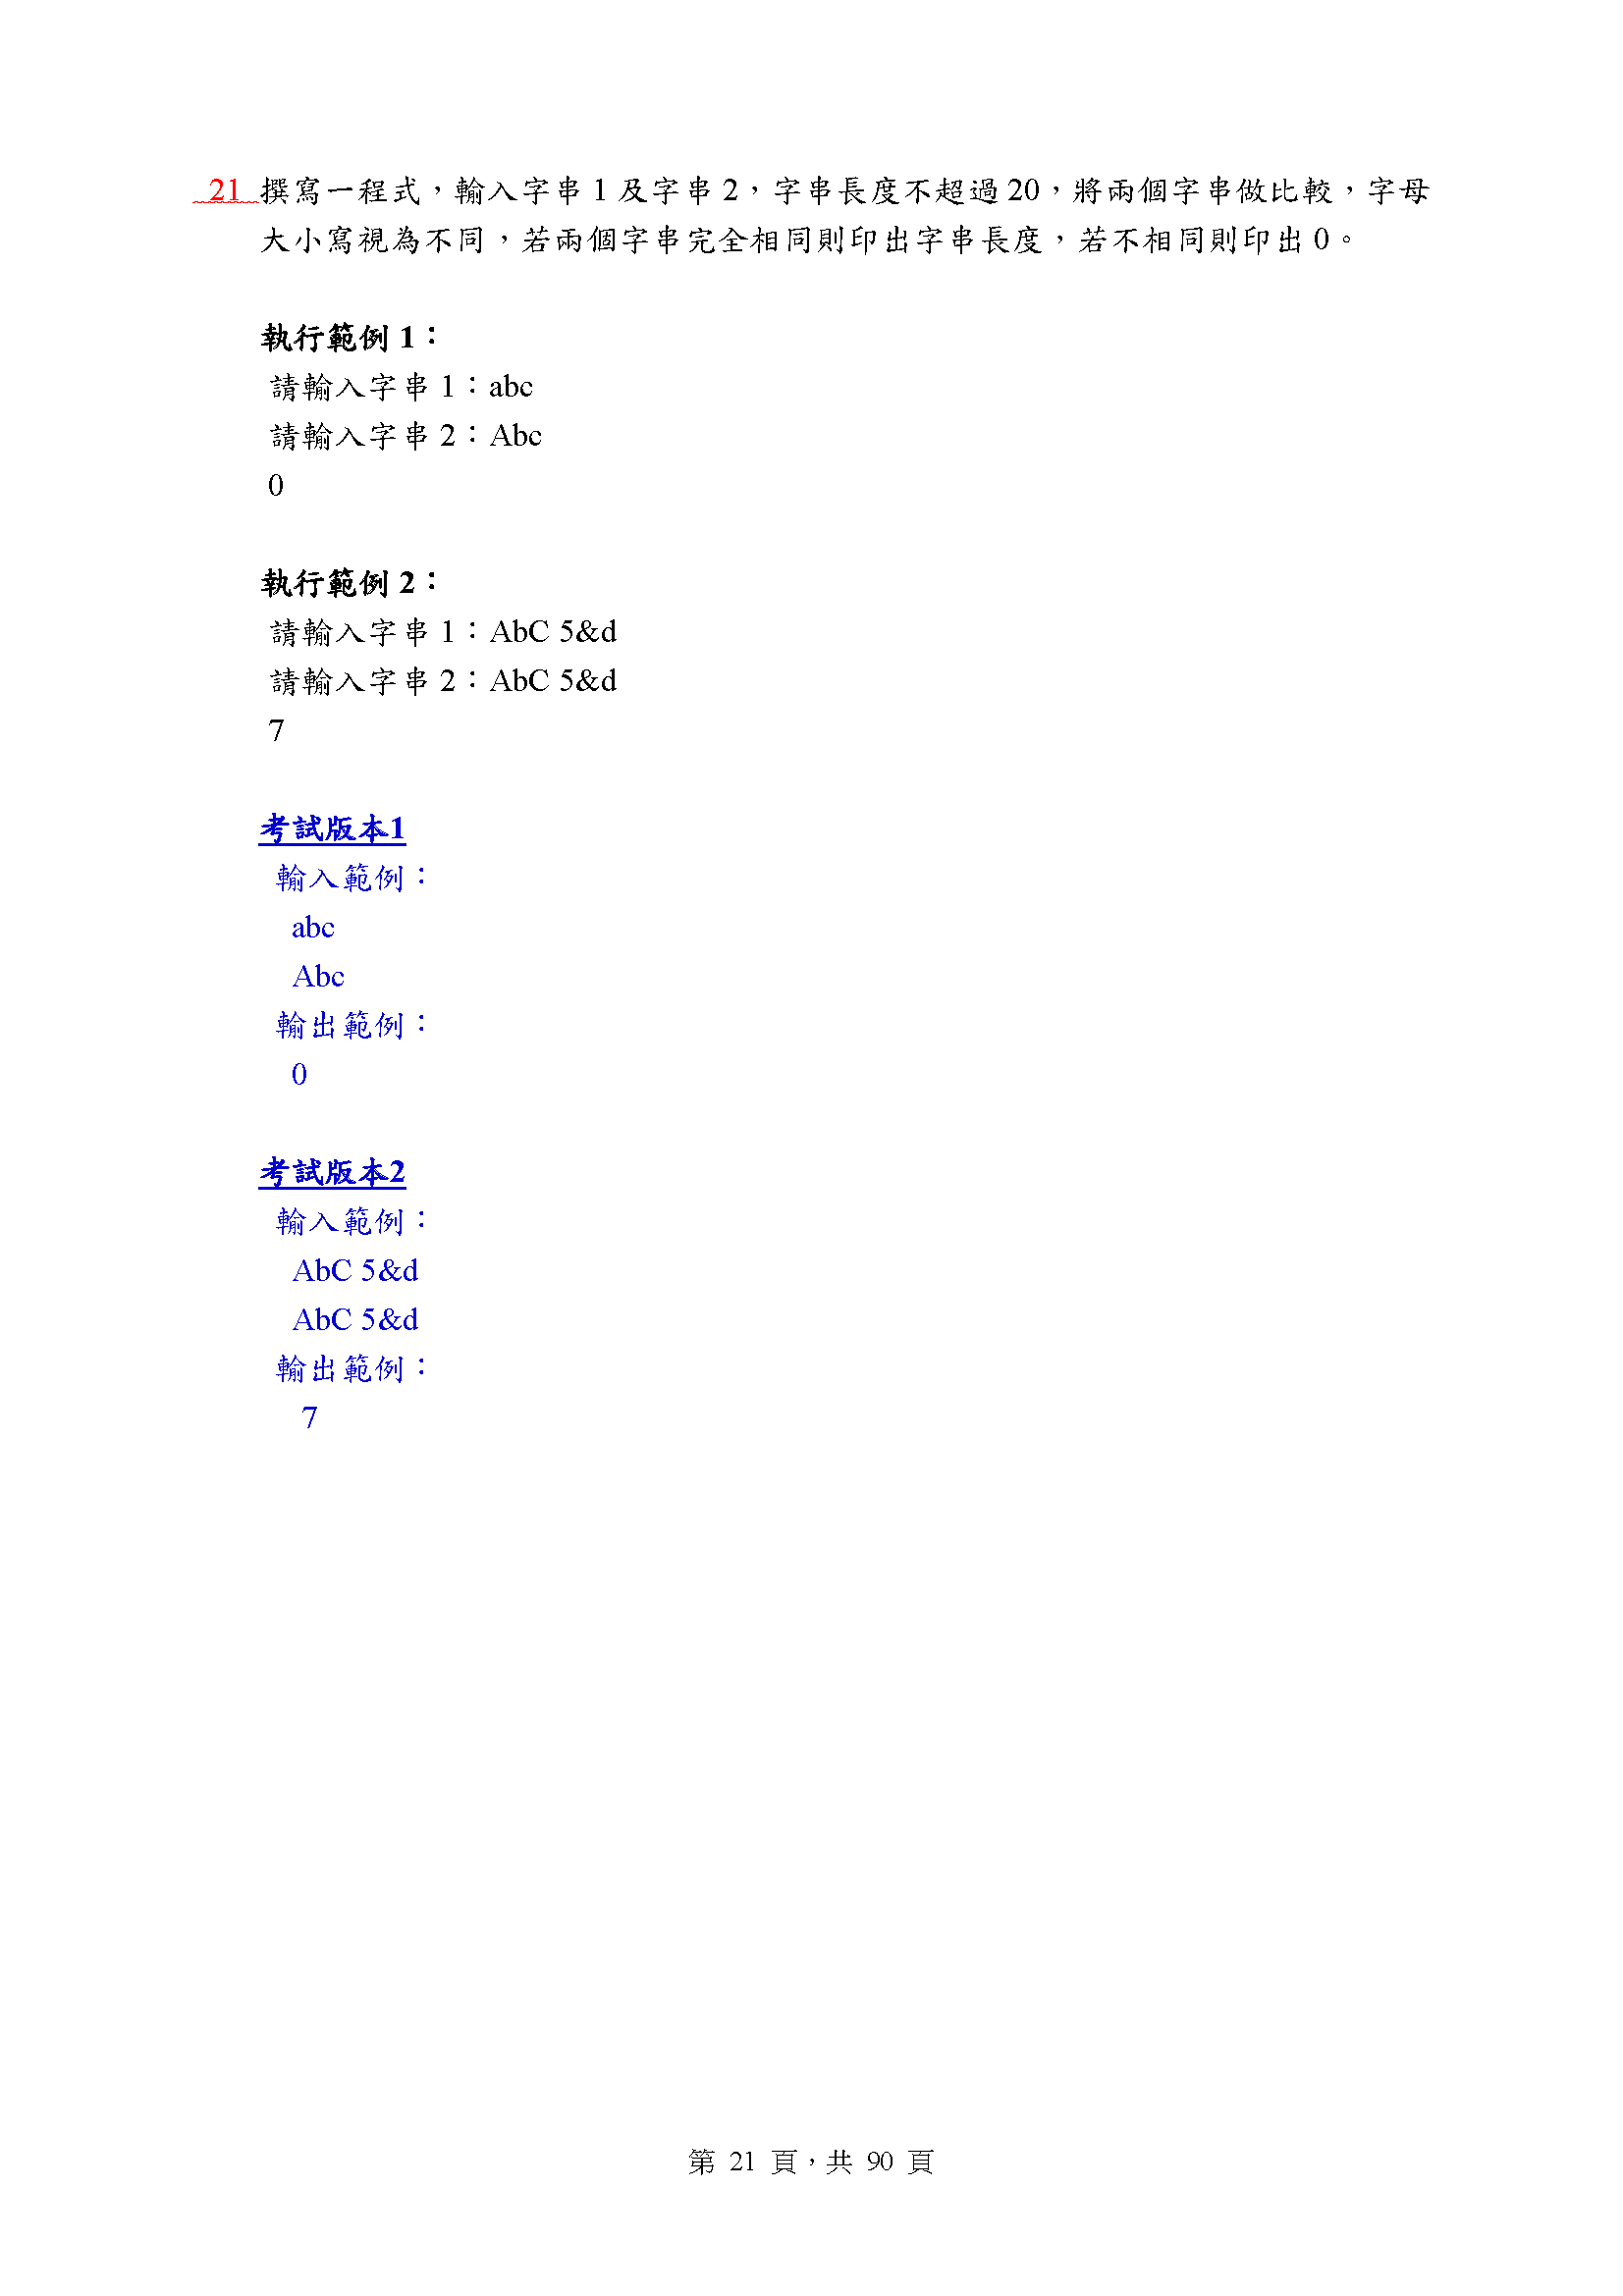 21 撰寫一程式，輸入字串 1 及字串 2，字串長度不超過 20，將兩個字串做比較，字母
大小寫視為不同，若兩個字串完全相同則印出字串長度，若不相同則印出 0。
執行範例 1：
請輸入字串 1：abc
請輸入字串 2：Abc
0
執行範例 2：
請輸入字串 1：AbC 5&d
請輸入字串 2：AbC 5&d
7
考試版本1
輸入範例：
abc
Abc
輸出範例：
0
考試版本2
輸入範例：
AbC 5&d
AbC 5&d
輸出範例：
7
第 21 頁，共 90 頁